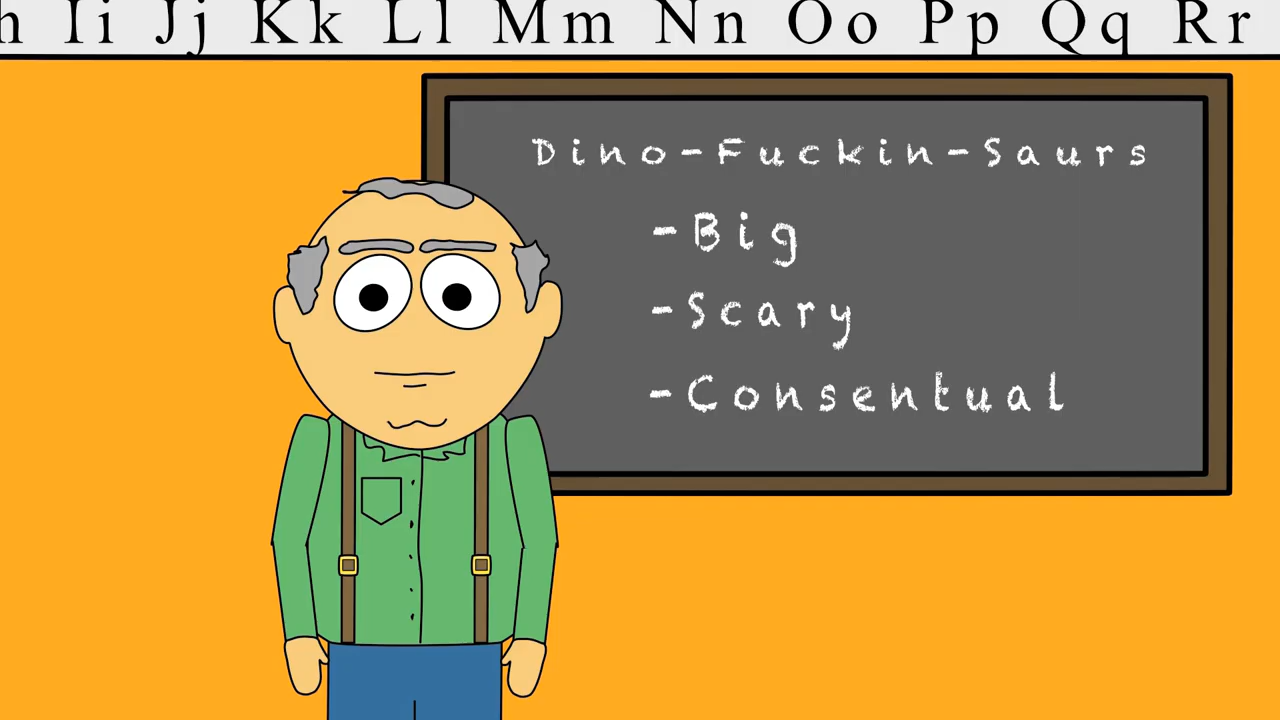 h Ii Jj Kk Ll Mm Nn Oo Pp Qq Rr
Dino-Fuckin-Saurs
-Big
-Scary
-Consentual